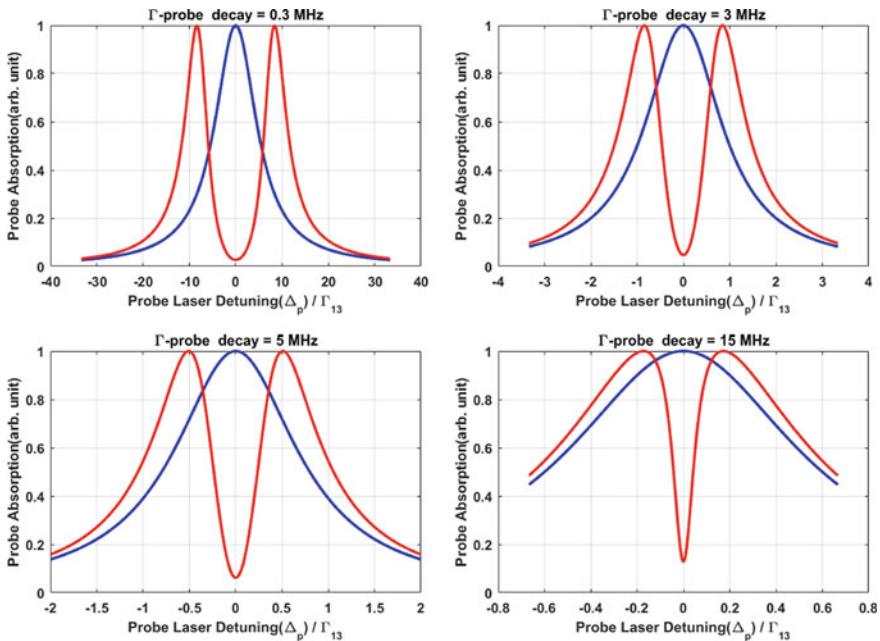 Γ-probe decay = 0.3 MHz
Probe Absorption(arb. unit)
1
0.8
0.6
0.4
0.2
0
-40 -30 -20 -10 0 10 20 30 40
Probe Laser Detuning(Δp) / Γ13
Γ-probe decay = 3 MHz
Probe Absorption(arb. unit)
1
0.8
0.6
0.4
0.2
0
-4 -3 -2 -1 0 1 2 3 4
Probe Laser Detuning(Δp) / Γ13
Γ-probe decay = 5 MHz
Probe Absorption(arb. unit)
1
0.8
0.6
0.4
0.2
0
-2 -1.5 -1 -0.5 0 0.5 1 1.5 2
Probe Laser Detuning(Δp) / Γ13
Γ-probe decay = 15 MHz
Probe Absorption(arb. unit)
1
0.8
0.6
0.4
0.2
0
-0.8 -0.6 -0.4 -0.2 0 0.2 0.4 0.6 0.8
Probe Laser Detuning(Δp) / Γ13